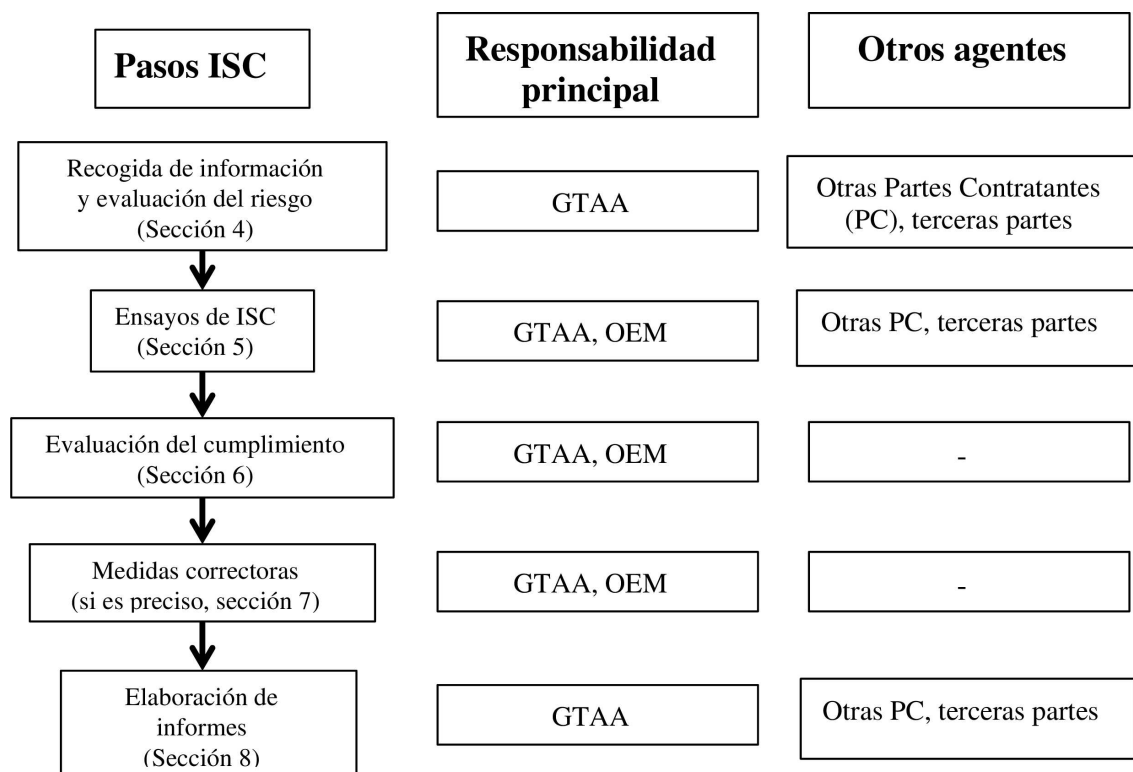 Pasos ISC
Responsabilidad
principal
Otros agentes
Recogida de información
y evaluación del riesgo
(Sección 4)
GTAA
Otras Partes Contratantes
(PC), terceras partes
Ensayos de ISC
(Sección 5)
GTAA, OEM
Otras PC, terceras partes
Evaluación del cumplimiento
(Sección 6)
GTAA, OEM
-
Medidas correctoras
(si es preciso, sección 7)
GTAA, OEM
-
Elaboración de
informes
(Sección 8)
GTAA
Otras PC, terceras partes